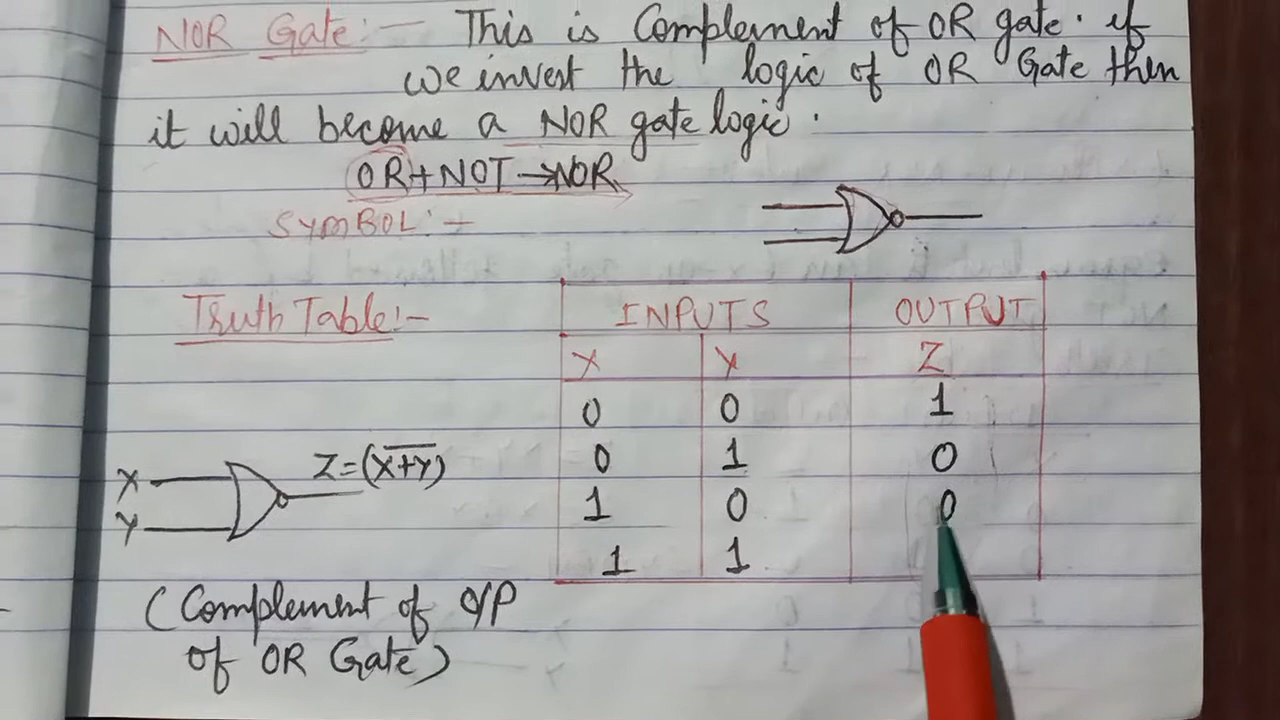 NOR Gate:- This is Complement of OR gate. if
we invert the logic of OR Gate then
it will become a NOR gate logic.
OR+NOT→NOR
SYMBOL:-
Truth Table:-
INPUTS OUTPUT
X Y Z
0 0 1
0 1 0
1 0 0
1 1
X
Y
Z=(X+Y)‾
(Complement of O/P
of OR Gate)